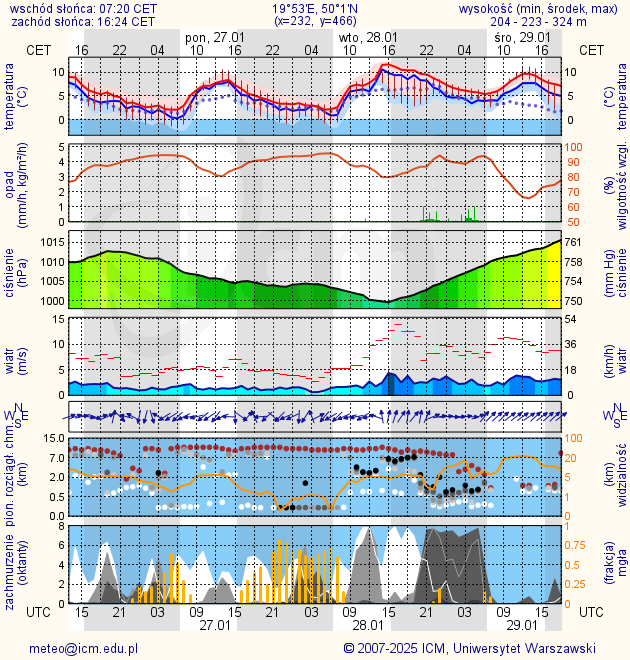 wschód słońca: 07:20 CET 19°53'E, 50°1'N wysokość (min, środek, max)
zachód słońca: 16:24 CET (x=232, y=466) 204 - 223 - 324 m
pon, 27.01 wto, 28.01 śro, 29.01
CET 16 22 04 10 16 22 04 10 16 22 04 10 16 CET
temperatura (°C)
10
5
0
10
5
0
temperatura (°C)
opad (mm/h, kg/m²/h)
5
4
3
2
1
0
100
90
80
70
60
50
(%) wilgotność wzgl.
ciśnienie (hPa)
1015
1010
1005
1000
761
758
754
750
(mm Hg) ciśnienie
wiatr (m/s)
15
10
5
0
54
36
18
0
(km/h) wiatr
N
W E
S
N
W E
S
pion. rozciągł. chm. (km)
15.0
7.0
2.0
0.5
0.0
100
20
5
1
0
(km) widzialność
zachmurzenie (oktanty)
8
6
4
2
0
1
0.75
0.5
0.25
0
(frakcja) mgła
UTC 15 21 03 09 15 21 03 09 15 21 03 09 15 UTC
27.01 28.01 29.01
meteo@icm.edu.pl © 2007-2025 ICM, Uniwersytet Warszawski